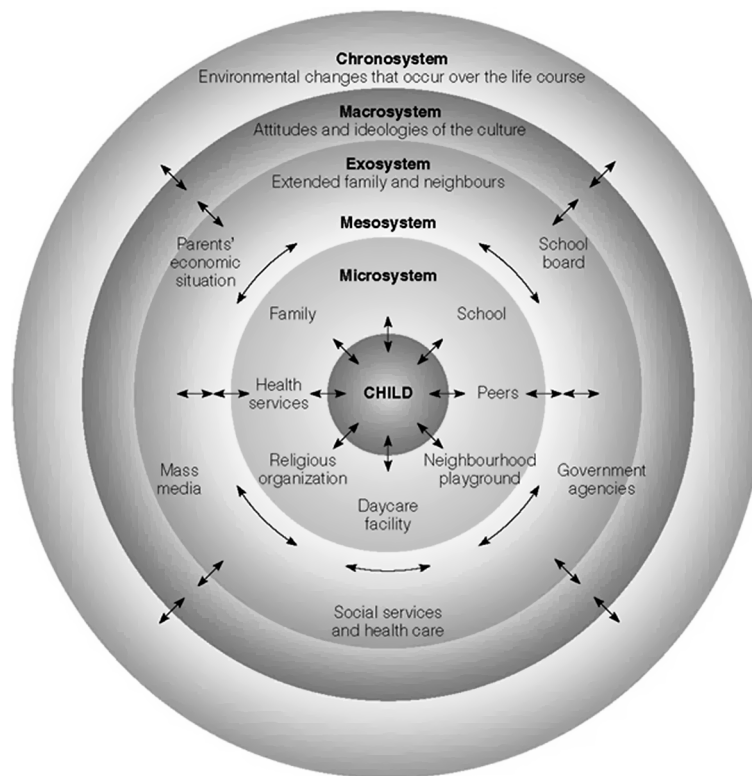 Chronosystem
Environmental changes that occur over the life course
Macrosystem
Attitudes and ideologies of the culture
Exosystem
Extended family and neighbours
Mesosystem
Parents'
economic
situation
School
board
Microsystem
Family
School
Health
services
CHILD
Peers
Religious
organization
Neighbourhood
playground
Mass
media
Government
agencies
Daycare
facility
Social services
and health care